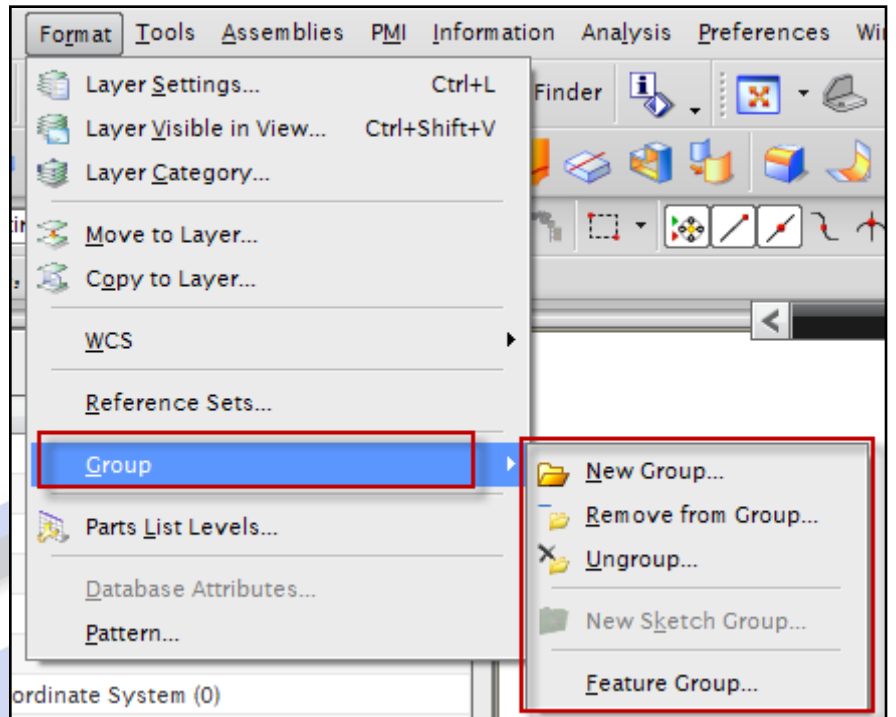 Format Tools Assemblies PMI Information Analysis Preferences
Layer Settings... Ctrl+L
Finder
Layer Visible in View... Ctrl+Shift+V
Layer Category...
Move to Layer...
Copy to Layer...
WCS
Reference Sets...
Group
New Group...
Remove from Group...
Parts List Levels...
Ungroup...
Database Attributes...
New Sketch Group...
Pattern...
Feature Group...
ordinate System (0)